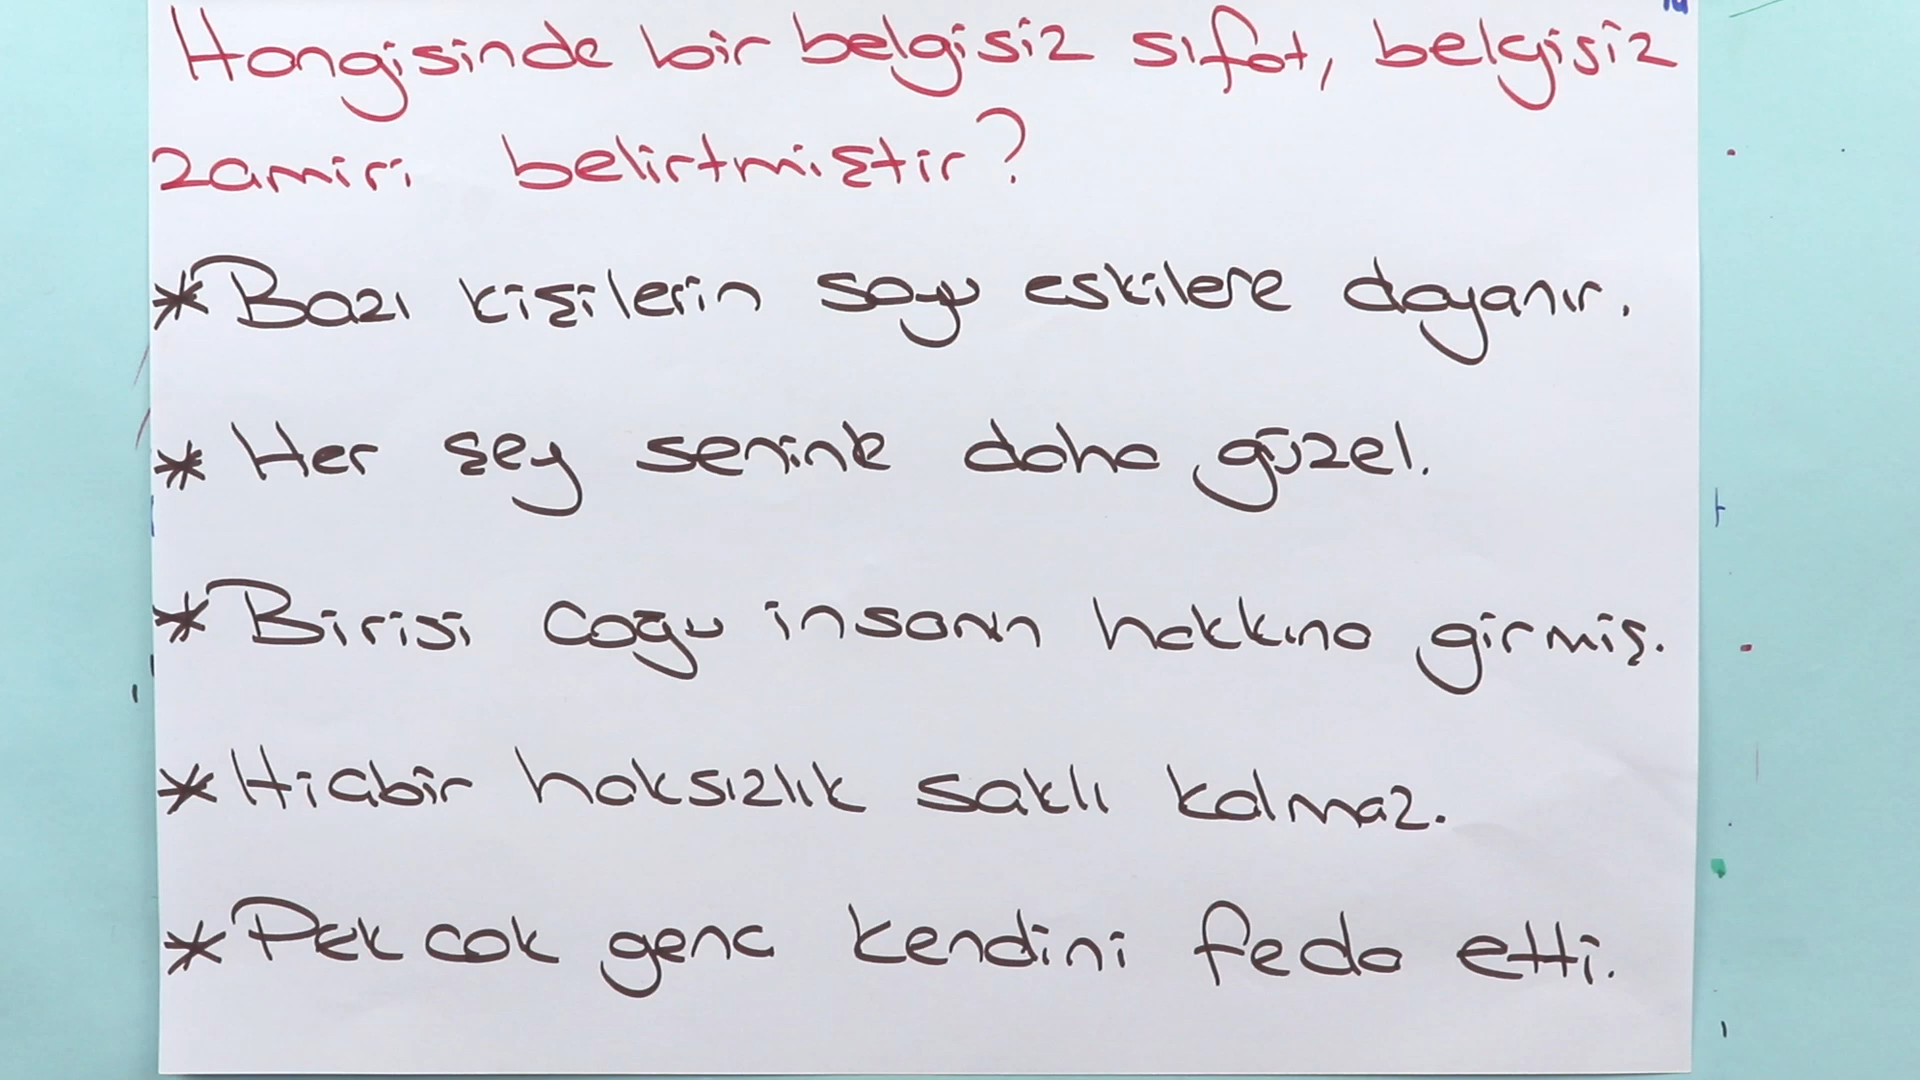 Hangisinde bir belgisiz sıfat, belgisiz
zamiri belirtmiştir?
* Bazı kişilerin soyu eskilere dayanır.
* Her şey seninle daha güzel.
* Birisi çoğu insanın hakkına girmiş.
* Hiçbir haksızlık saklı kalmaz.
* Pek çok genç kendini feda etti.